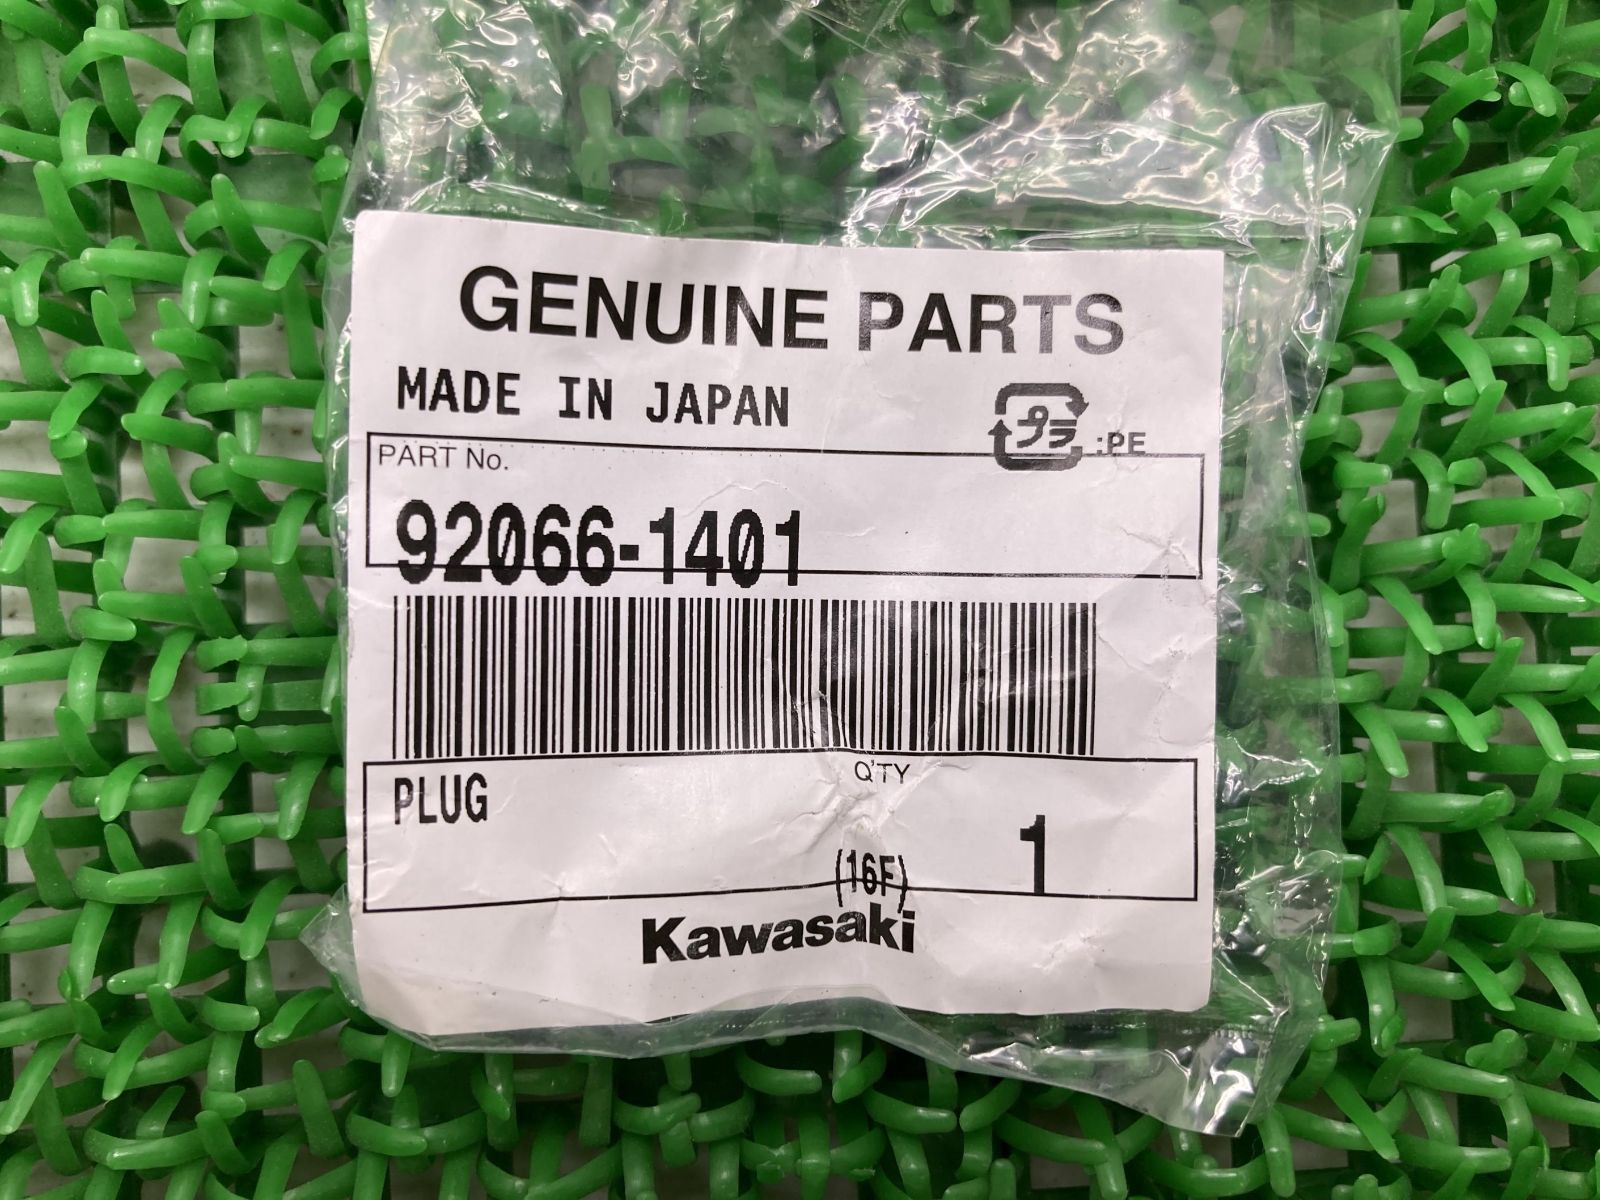 GENUINE PARTS
MADE IN JAPAN
プラ :PE
PART No.
92066-1401
PLUG
Q'TY
(16F)
1
Kawasaki